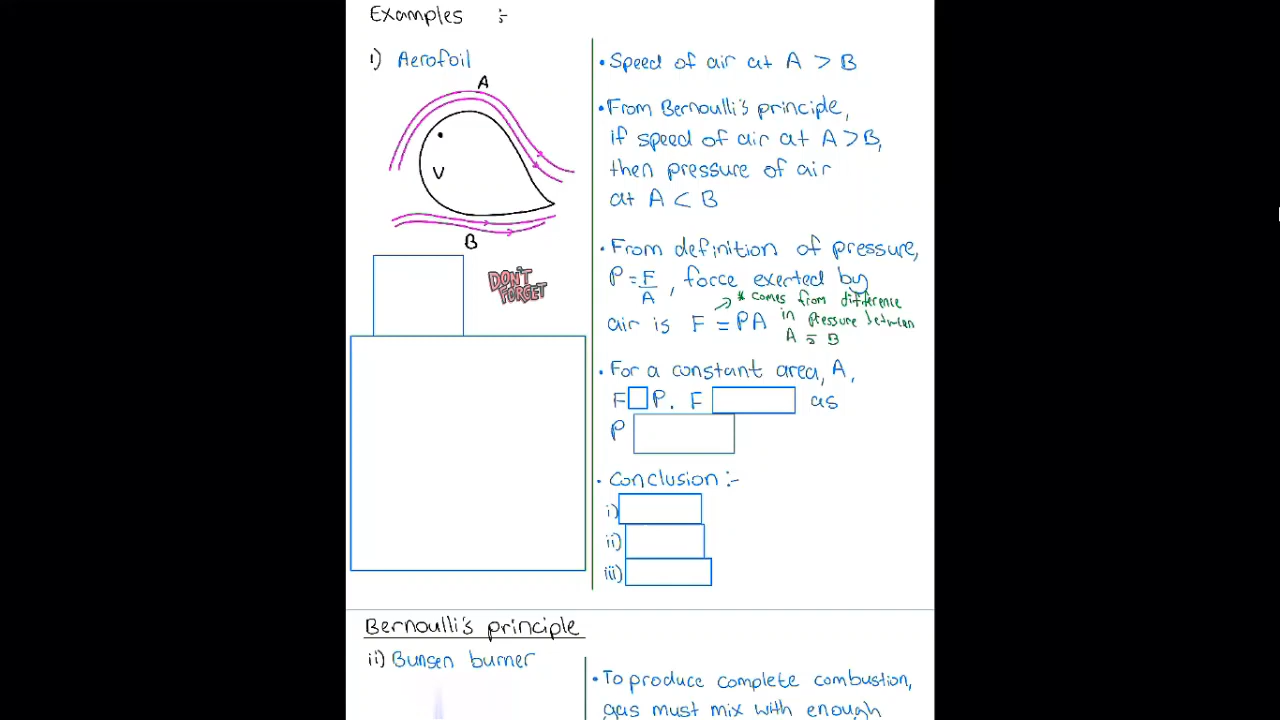 Examples :-
i) Aerofoil
A
V
B
DON'T
FORGET
• Speed of air at A > B
• From Bernoulli's principle,
if speed of air at A > B,
then pressure of air
at A < B
• From definition of pressure,
P = F/A, force exerted by
air is F = PA
* comes from difference
in pressure between
A = B
• For a constant area, A,
F P. F as
P
• Conclusion :-
i)
ii)
iii)
Bernoulli's principle
ii) Bunsen burner
• To produce complete combustion,
gas must mix with enough